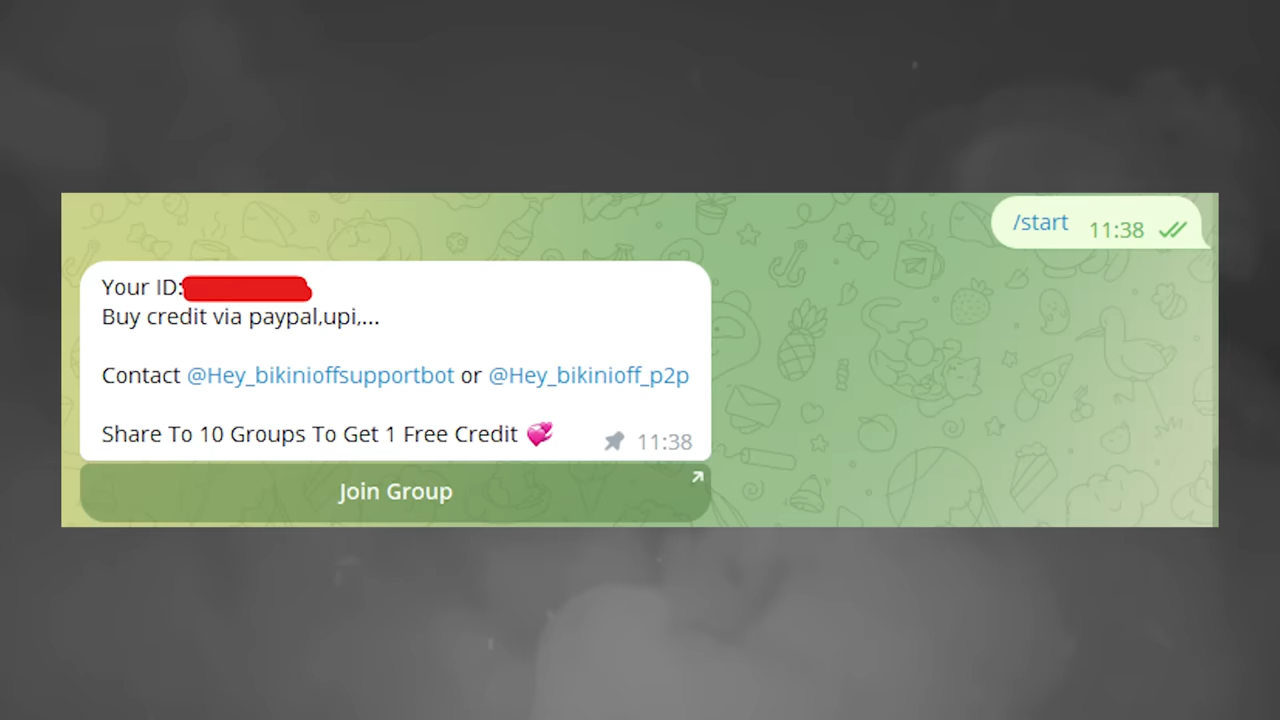 /start 11:38
Your ID:
Buy credit via paypal,upi,...
Contact @Hey_bikinioffsupportbot or @Hey_bikinioff_p2p
Share To 10 Groups To Get 1 Free Credit 💞 11:38
Join Group